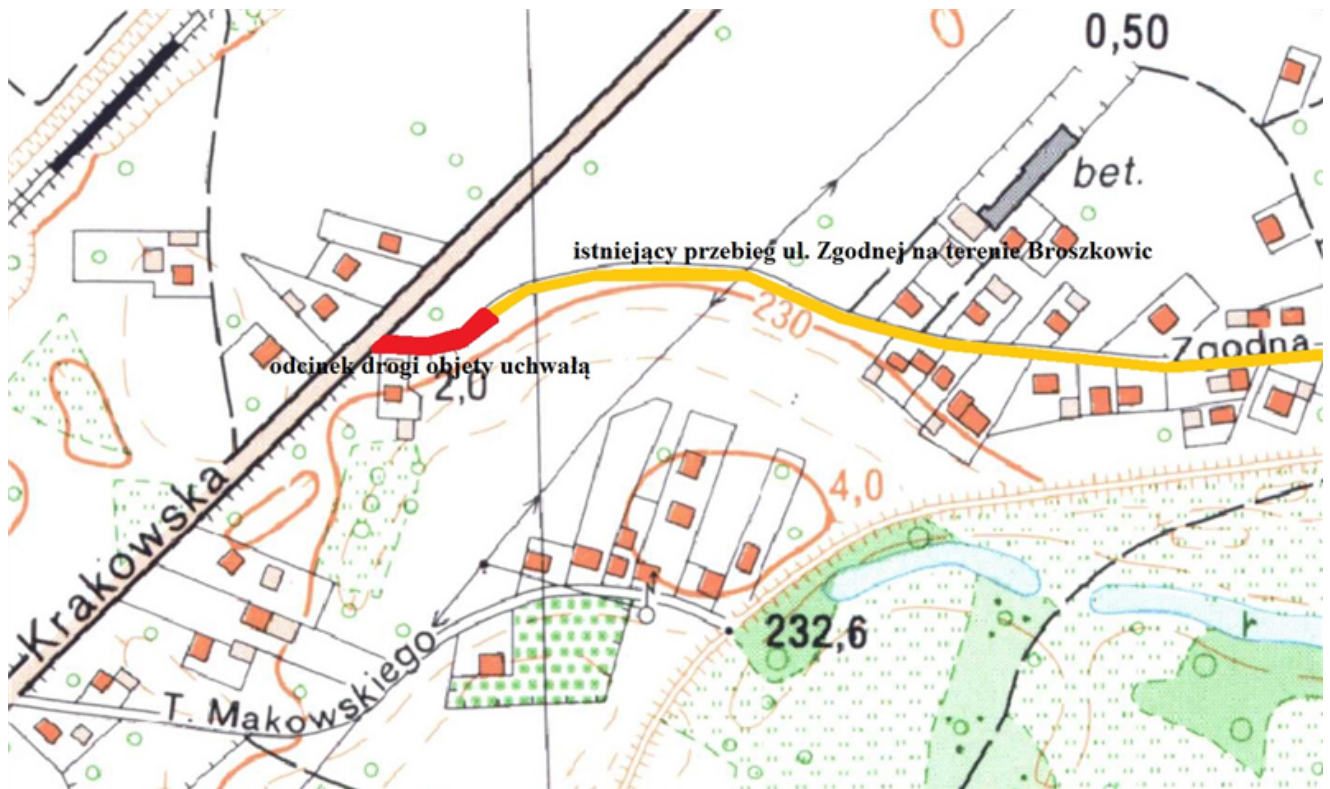 0,50
bet.
istniejący przebieg ul. Zgodnej na terenie Broszkowic
230
Zgodna
odcinek drogi objęty uchwałą
2,0
4,0
Krakowska
232,6
r
T. Makowskiego